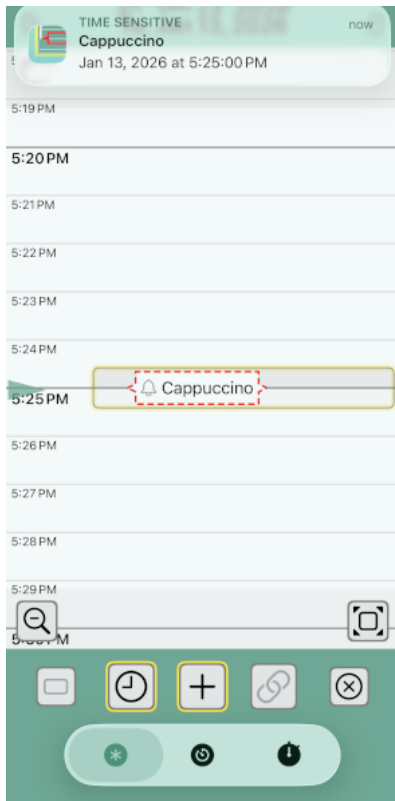 TIME SENSITIVE
now
Cappuccino
Jan 13, 2026 at 5:25:00 PM
5:19 PM
5:20 PM
5:21 PM
5:22 PM
5:23 PM
5:24 PM
Cappuccino
5:25 PM
5:26 PM
5:27 PM
5:28 PM
5:29 PM